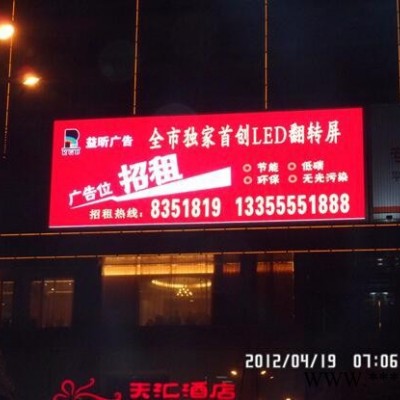 益昕广告 全市独家首创LED翻转屏
广告位 招租
○ 节能 ○ 低碳
○ 环保 ○ 无光污染
招租热线: 8351819 13355551888
天汇酒店
2012/04/19 07:06
www.